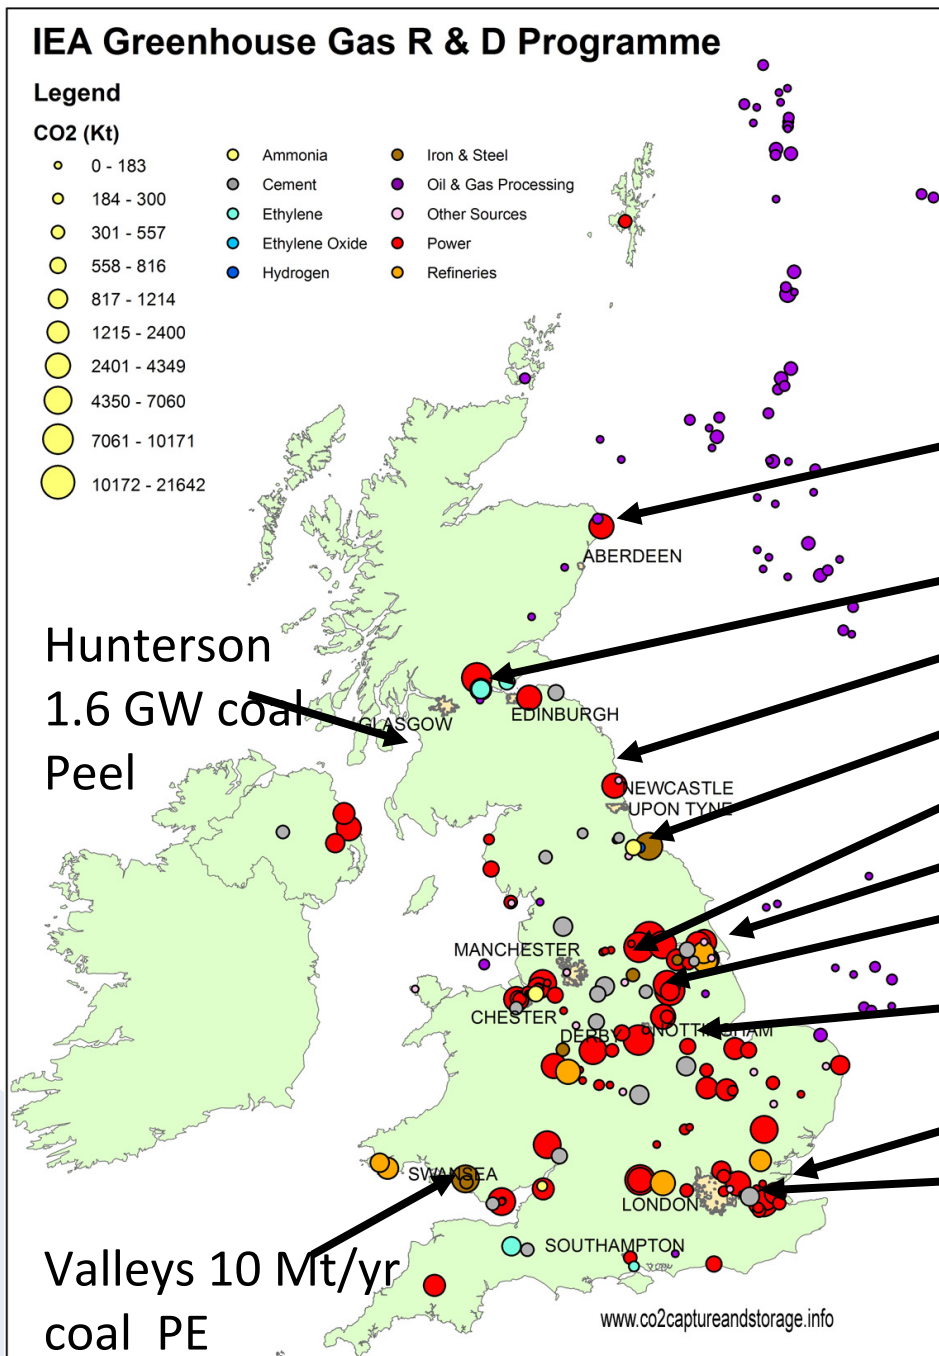 IEA Greenhouse Gas R & D Programme
Legend
CO2 (Kt)
0 - 183
184 - 300
301 - 557
558 - 816
817 - 1214
1215 - 2400
2401 - 4349
4350 - 7060
7061 - 10171
10172 - 21642
Ammonia
Cement
Ethylene
Ethylene Oxide
Hydrogen
Iron & Steel
Oil & Gas Processing
Other Sources
Power
Refineries
ABERDEEN
Hunterson
1.6 GW coal
Peel
GLASGOW
EDINBURGH
NEWCASTLE
UPON TYNE
MANCHESTER
CHESTER
DERBY
NOTTINGHAM
SWANSEA
LONDON
SOUTHAMPTON
Valleys 10 Mt/yr
coal PE
www.co2captureandstorage.info